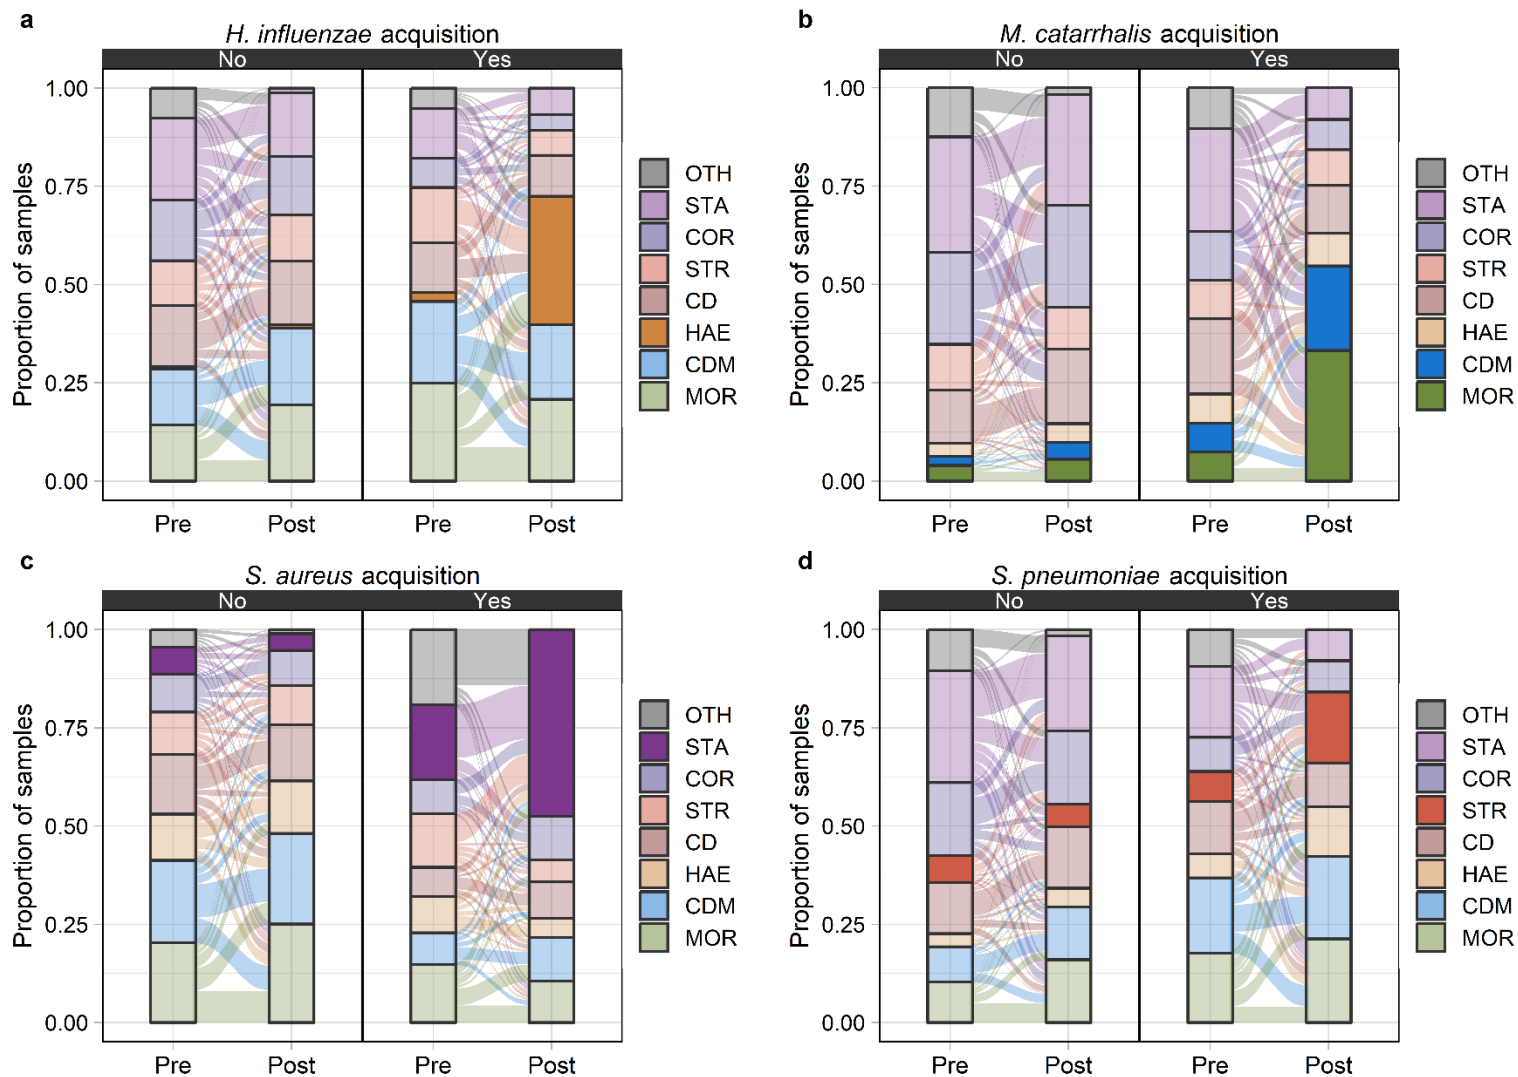 a
H. influenzae acquisition
No Yes
Proportion of samples
1.00
0.75
0.50
0.25
0.00
Pre Post Pre Post
OTH
STA
COR
STR
CD
HAE
CDM
MOR
b
M. catarrhalis acquisition
No Yes
Proportion of samples
1.00
0.75
0.50
0.25
0.00
Pre Post Pre Post
OTH
STA
COR
STR
CD
HAE
CDM
MOR
c
S. aureus acquisition
No Yes
Proportion of samples
1.00
0.75
0.50
0.25
0.00
Pre Post Pre Post
OTH
STA
COR
STR
CD
HAE
CDM
MOR
d
S. pneumoniae acquisition
No Yes
Proportion of samples
1.00
0.75
0.50
0.25
0.00
Pre Post Pre Post
OTH
STA
COR
STR
CD
HAE
CDM
MOR